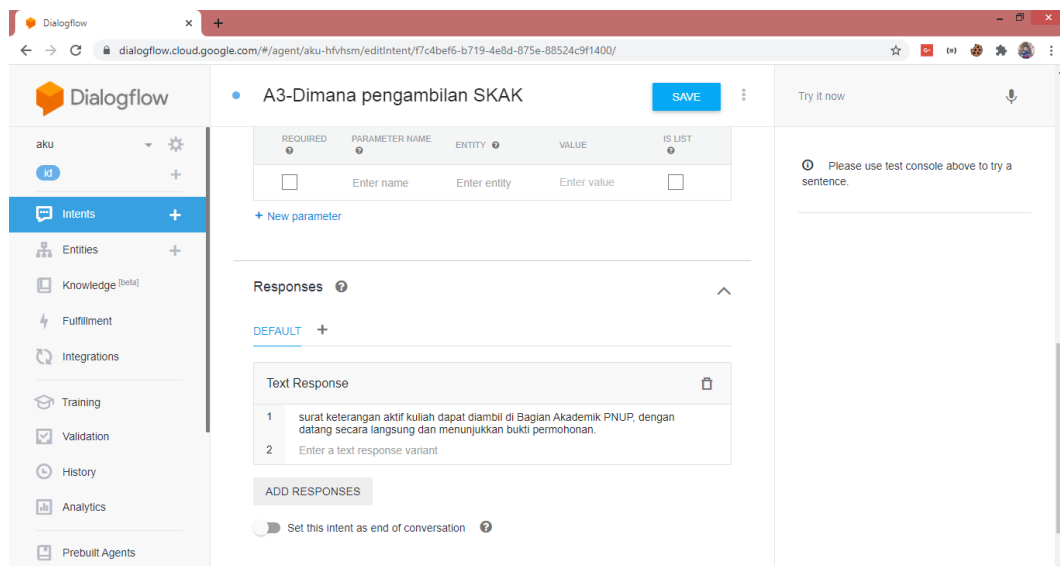 Dialogflow
dialogflow.cloud.google.com/#/agent/aku-hfvhsm/editIntent/f7c4bef6-b719-4e8d-875e-88524c9f1400/
Dialogflow
aku
id
Intents
Entities
Knowledge [beta]
Fulfillment
Integrations
Training
Validation
History
Analytics
Prebuilt Agents
A3-Dimana pengambilan SKAK
SAVE
REQUIRED PARAMETER NAME ENTITY VALUE IS LIST
Enter name Enter entity Enter value
+ New parameter
Responses
DEFAULT +
Text Response
1 surat keterangan aktif kuliah dapat diambil di Bagian Akademik PNUP, dengan
datang secara langsung dan menunjukkan bukti permohonan.
2 Enter a text response variant
ADD RESPONSES
Set this intent as end of conversation
Try it now
Please use test console above to try a
sentence.